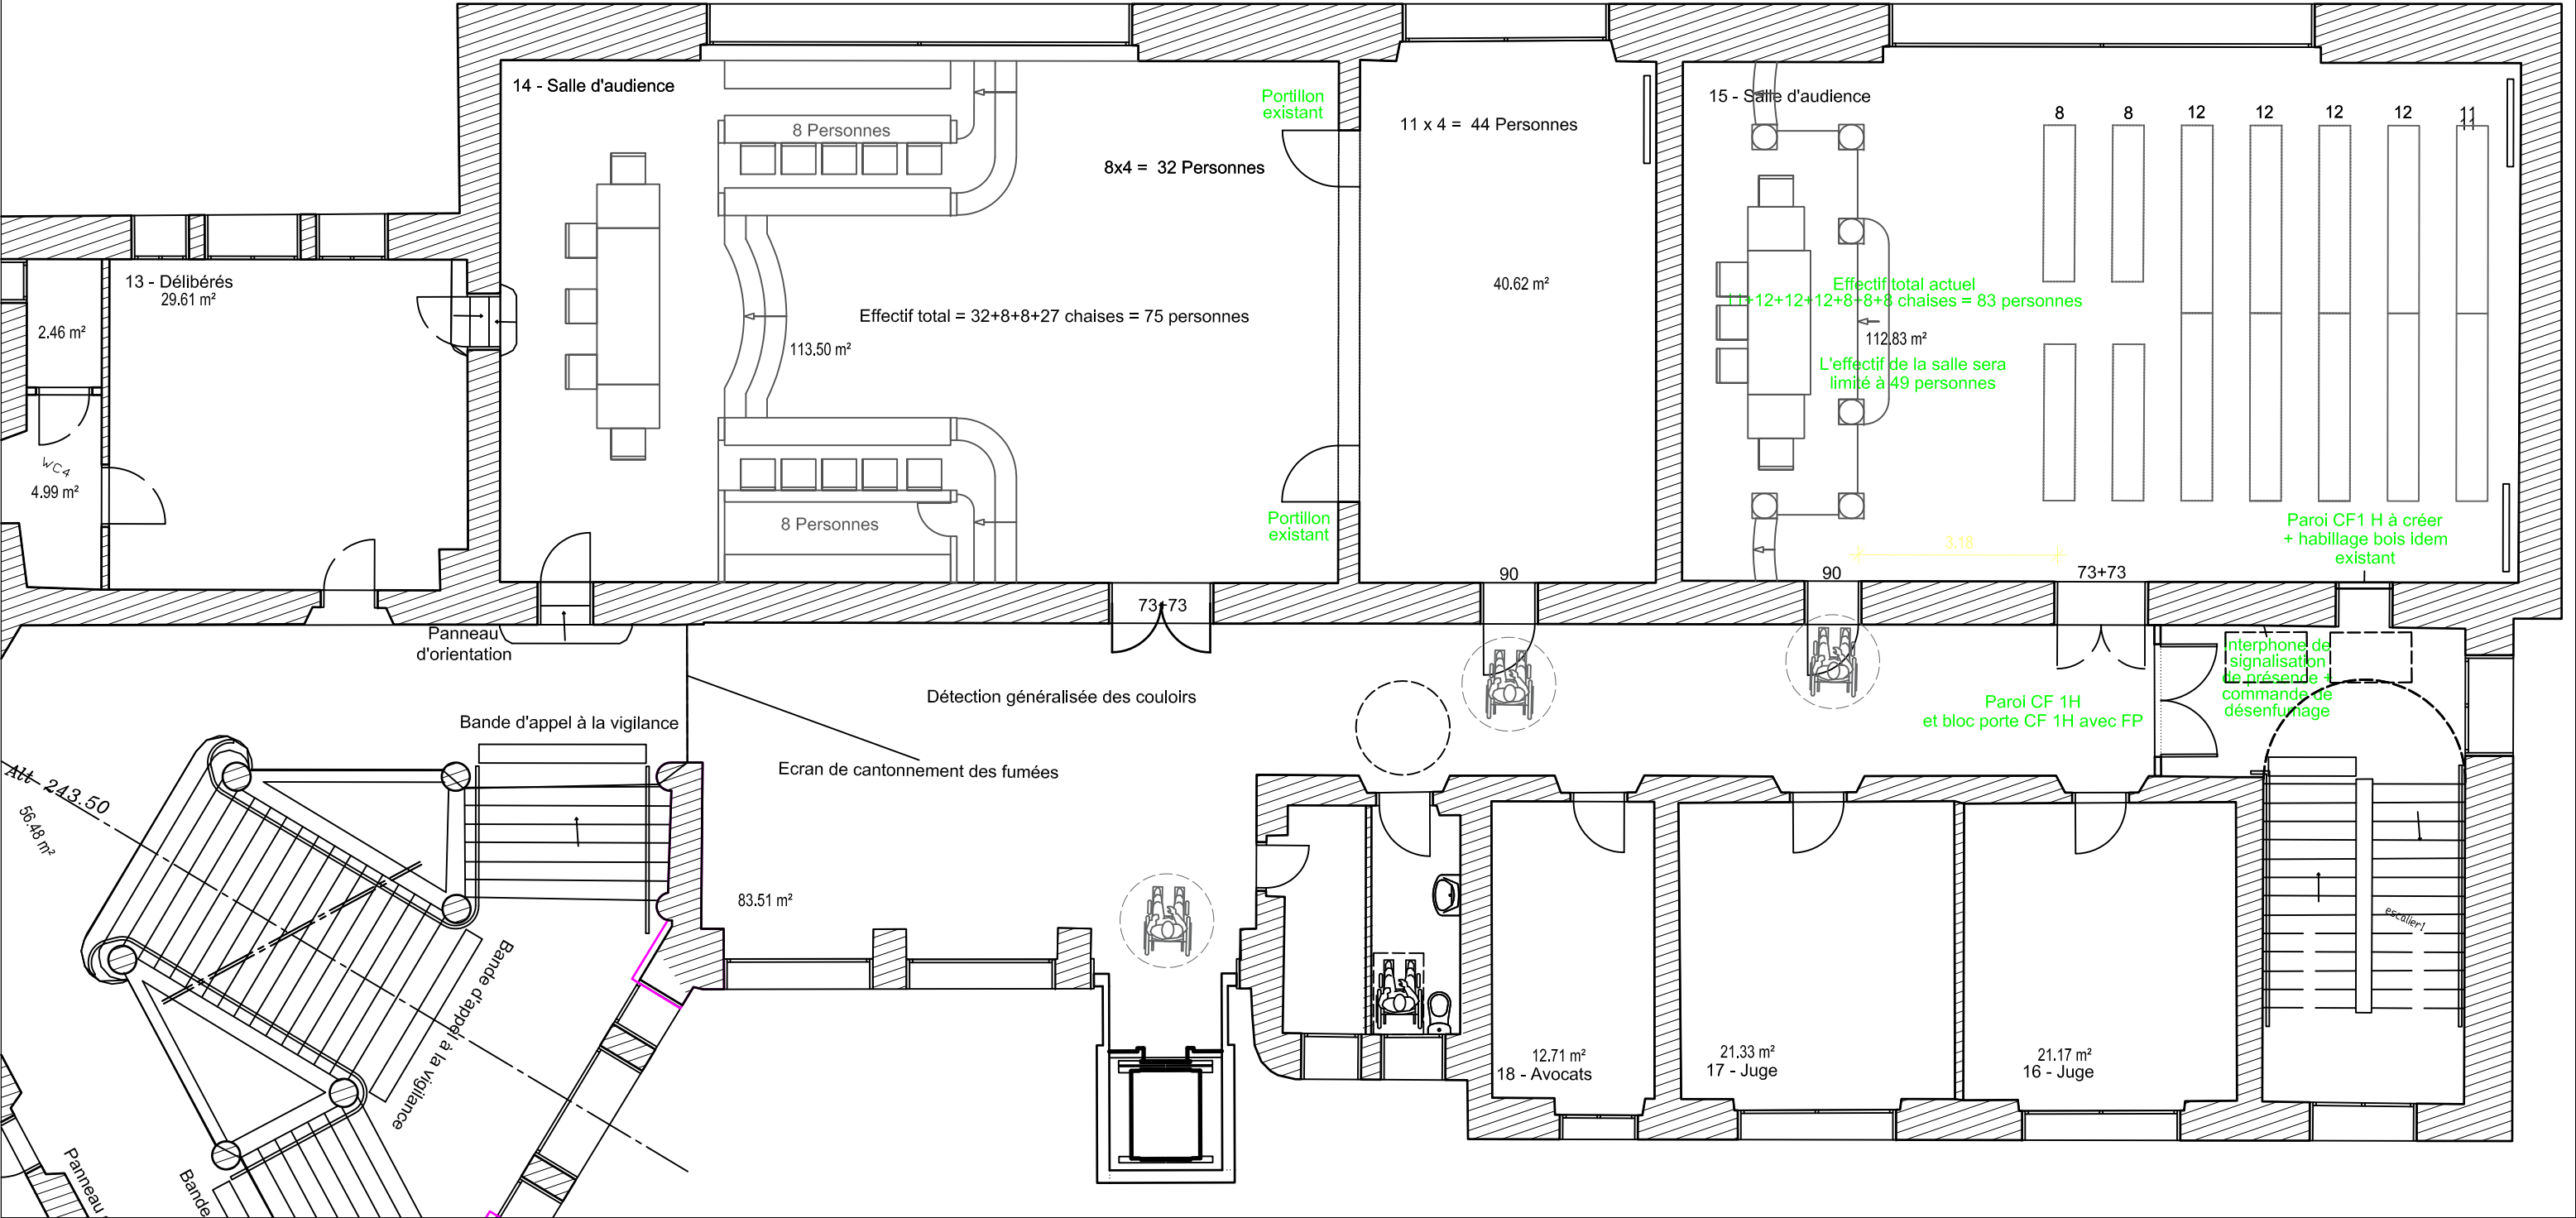 14 - Salle d'audience
8 Personnes
Portillon
existant
8x4 = 32 Personnes
11 x 4 = 44 Personnes
15 - Salle d'audience
8
8
12
12
12
12
11
11
13 - Délibérés
29.61 m²
2.46 m²
WC4
4.99 m²
Effectif total = 32+8+8+27 chaises = 75 personnes
113.50 m²
40.62 m²
Effectif total actuel
11+12+12+12+8+8+8 chaises = 83 personnes
112.83 m²
L'effectif de la salle sera
limité à 49 personnes
8 Personnes
Portillon
existant
Paroi CF1 H à créer
+ habillage bois idem
existant
3.18
90
90
73+73
73+73
Panneau
d'orientation
Détection généralisée des couloirs
Bande d'appel à la vigilance
Ecran de cantonnement des fumées
Paroi CF 1H
et bloc porte CF 1H avec FP
Interphone de
signalisation
de présence +
commande de
désenfumage
Alt 243.50
56.48 m²
83.51 m²
Bande d'appel à la vigilance
escalier1
12.71 m²
18 - Avocats
21.33 m²
17 - Juge
21.17 m²
16 - Juge
Panneau
Bande